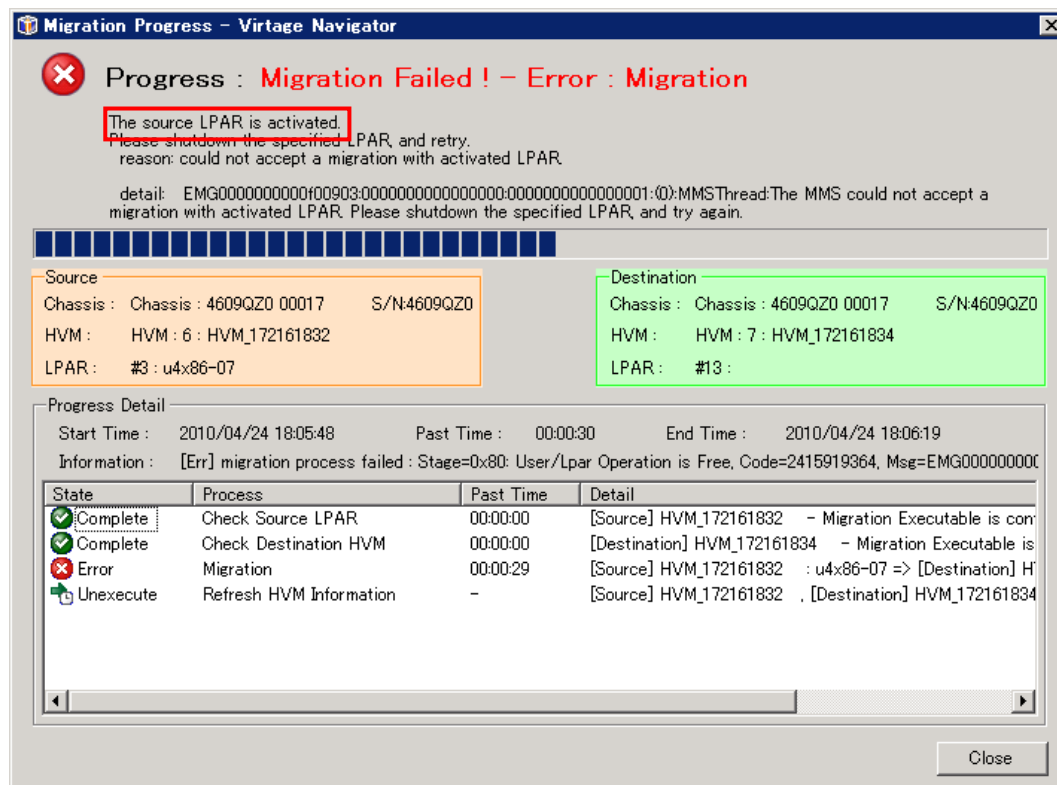 Migration Progress - Virtage Navigator
Progress : Migration Failed ! - Error : Migration
The source LPAR is activated.
Please shutdown the specified LPAR, and retry.
reason: could not accept a migration with activated LPAR.
detail: EMG0000000000f00903:0000000000000000:0000000000000001:(0):MMSThread:The MMS could not accept a
migration with activated LPAR. Please shutdown the specified LPAR, and try again.
Source
Chassis : Chassis : 4609QZ0 00017 S/N:4609QZ0
HVM : HVM : 6 : HVM_172161832
LPAR : #3 : u4x86-07
Destination
Chassis : Chassis : 4609QZ0 00017 S/N:4609QZ0
HVM : HVM : 7 : HVM_172161834
LPAR : #13 :
Progress Detail
Start Time : 2010/04/24 18:05:48 Past Time : 00:00:30 End Time : 2010/04/24 18:06:19
Information : [Err] migration process failed : Stage=0x80: User/Lpar Operation is Free, Code=2415919364, Msg=EMG000000000
State Process Past Time Detail
Complete Check Source LPAR 00:00:00 [Source] HVM_172161832 - Migration Executable is con
Complete Check Destination HVM 00:00:00 [Destination] HVM_172161834 - Migration Executable is
Error Migration 00:00:29 [Source] HVM_172161832 : u4x86-07 => [Destination] H
Unexecute Refresh HVM Information - [Source] HVM_172161832 , [Destination] HVM_172161834
Close